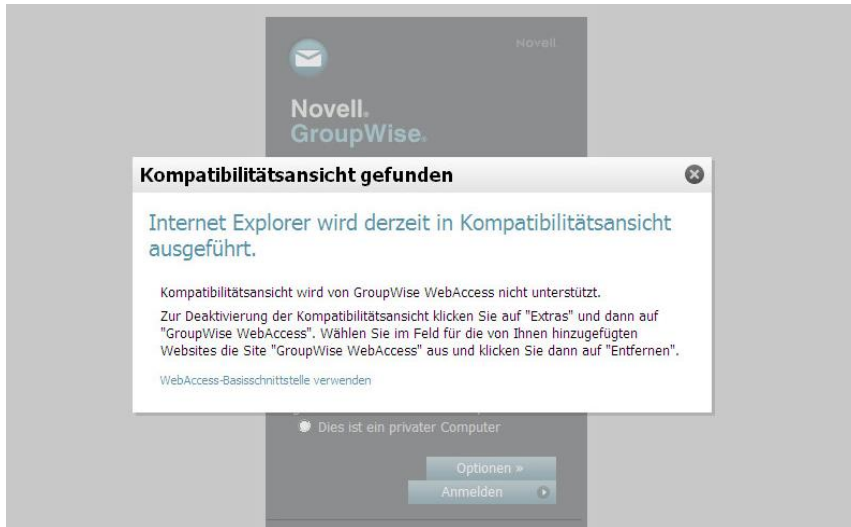 Novell
Novell®
GroupWise®
Kompatibilitätsansicht gefunden
Internet Explorer wird derzeit in Kompatibilitätsansicht
ausgeführt.
Kompatibilitätsansicht wird von GroupWise WebAccess nicht unterstützt.
Zur Deaktivierung der Kompatibilitätsansicht klicken Sie auf "Extras" und dann auf
"GroupWise WebAccess". Wählen Sie im Feld für die von Ihnen hinzugefügten
Websites die Site "GroupWise WebAccess" aus und klicken Sie dann auf "Entfernen".
WebAccess-Basisschnittstelle verwenden
Dies ist ein privater Computer
Optionen »
Anmelden